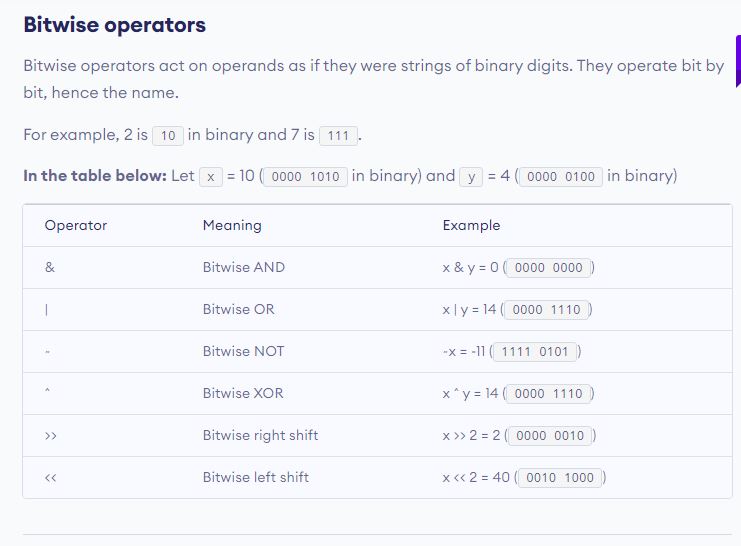 Bitwise operators
Bitwise operators act on operands as if they were strings of binary digits. They operate bit by
bit, hence the name.
For example, 2 is 10 in binary and 7 is 111.
In the table below: Let x = 10 (0000 1010 in binary) and y = 4 (0000 0100 in binary)
Operator Meaning Example
& Bitwise AND x & y = 0 (0000 0000)
| Bitwise OR x | y = 14 (0000 1110)
~ Bitwise NOT ~x = -11 (1111 0101)
^ Bitwise XOR x ^ y = 14 (0000 1110)
>> Bitwise right shift x >> 2 = 2 (0000 0010)
<< Bitwise left shift x << 2 = 40 (0010 1000)